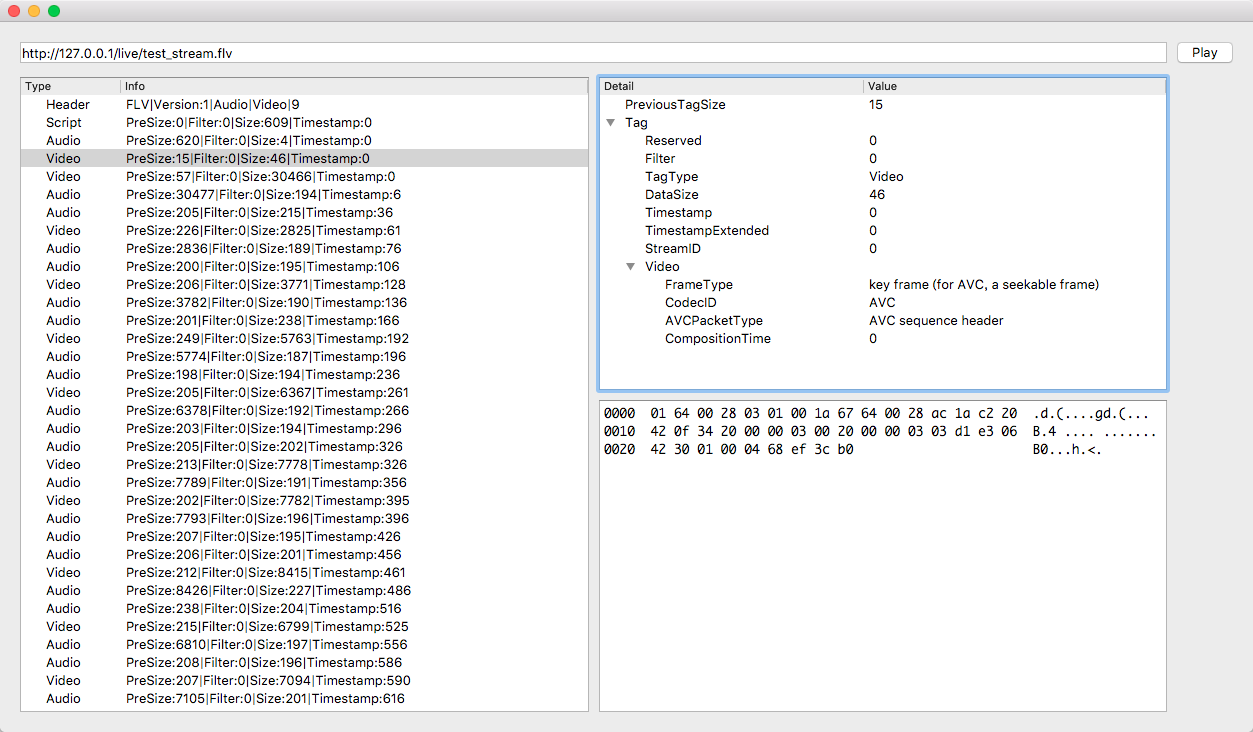 http://127.0.0.1/live/test_stream.flv
Play
Type Info
Header FLV|Version:1|Audio|Video|9
Script PreSize:0|Filter:0|Size:609|Timestamp:0
Audio PreSize:620|Filter:0|Size:4|Timestamp:0
Video PreSize:15|Filter:0|Size:46|Timestamp:0
Video PreSize:57|Filter:0|Size:30466|Timestamp:0
Audio PreSize:30477|Filter:0|Size:194|Timestamp:6
Audio PreSize:205|Filter:0|Size:215|Timestamp:36
Video PreSize:226|Filter:0|Size:2825|Timestamp:61
Audio PreSize:2836|Filter:0|Size:189|Timestamp:76
Audio PreSize:200|Filter:0|Size:195|Timestamp:106
Video PreSize:206|Filter:0|Size:3771|Timestamp:128
Audio PreSize:3782|Filter:0|Size:190|Timestamp:136
Audio PreSize:201|Filter:0|Size:238|Timestamp:166
Video PreSize:249|Filter:0|Size:5763|Timestamp:192
Audio PreSize:5774|Filter:0|Size:187|Timestamp:196
Audio PreSize:198|Filter:0|Size:194|Timestamp:236
Video PreSize:205|Filter:0|Size:6367|Timestamp:261
Audio PreSize:6378|Filter:0|Size:192|Timestamp:266
Audio PreSize:203|Filter:0|Size:194|Timestamp:296
Audio PreSize:205|Filter:0|Size:202|Timestamp:326
Video PreSize:213|Filter:0|Size:7778|Timestamp:326
Audio PreSize:7789|Filter:0|Size:191|Timestamp:356
Video PreSize:202|Filter:0|Size:7782|Timestamp:395
Audio PreSize:7793|Filter:0|Size:196|Timestamp:396
Audio PreSize:207|Filter:0|Size:195|Timestamp:426
Audio PreSize:206|Filter:0|Size:201|Timestamp:456
Video PreSize:212|Filter:0|Size:8415|Timestamp:461
Audio PreSize:8426|Filter:0|Size:227|Timestamp:486
Audio PreSize:238|Filter:0|Size:204|Timestamp:516
Video PreSize:215|Filter:0|Size:6799|Timestamp:525
Audio PreSize:6810|Filter:0|Size:197|Timestamp:556
Audio PreSize:208|Filter:0|Size:196|Timestamp:586
Video PreSize:207|Filter:0|Size:7094|Timestamp:590
Audio PreSize:7105|Filter:0|Size:201|Timestamp:616
Detail Value
PreviousTagSize 15
Tag
Reserved 0
Filter 0
TagType Video
DataSize 46
Timestamp 0
TimestampExtended 0
StreamID 0
Video
FrameType key frame (for AVC, a seekable frame)
CodecID AVC
AVCPacketType AVC sequence header
CompositionTime 0
0000 01 64 00 28 03 01 00 1a 67 64 00 28 ac 1a c2 20 .d.(....gd.(... 
0010 42 0f 34 20 00 00 03 00 20 00 00 03 03 d1 e3 06 B.4 .... .......
0020 42 30 01 00 04 68 ef 3c b0 B0...h.<.